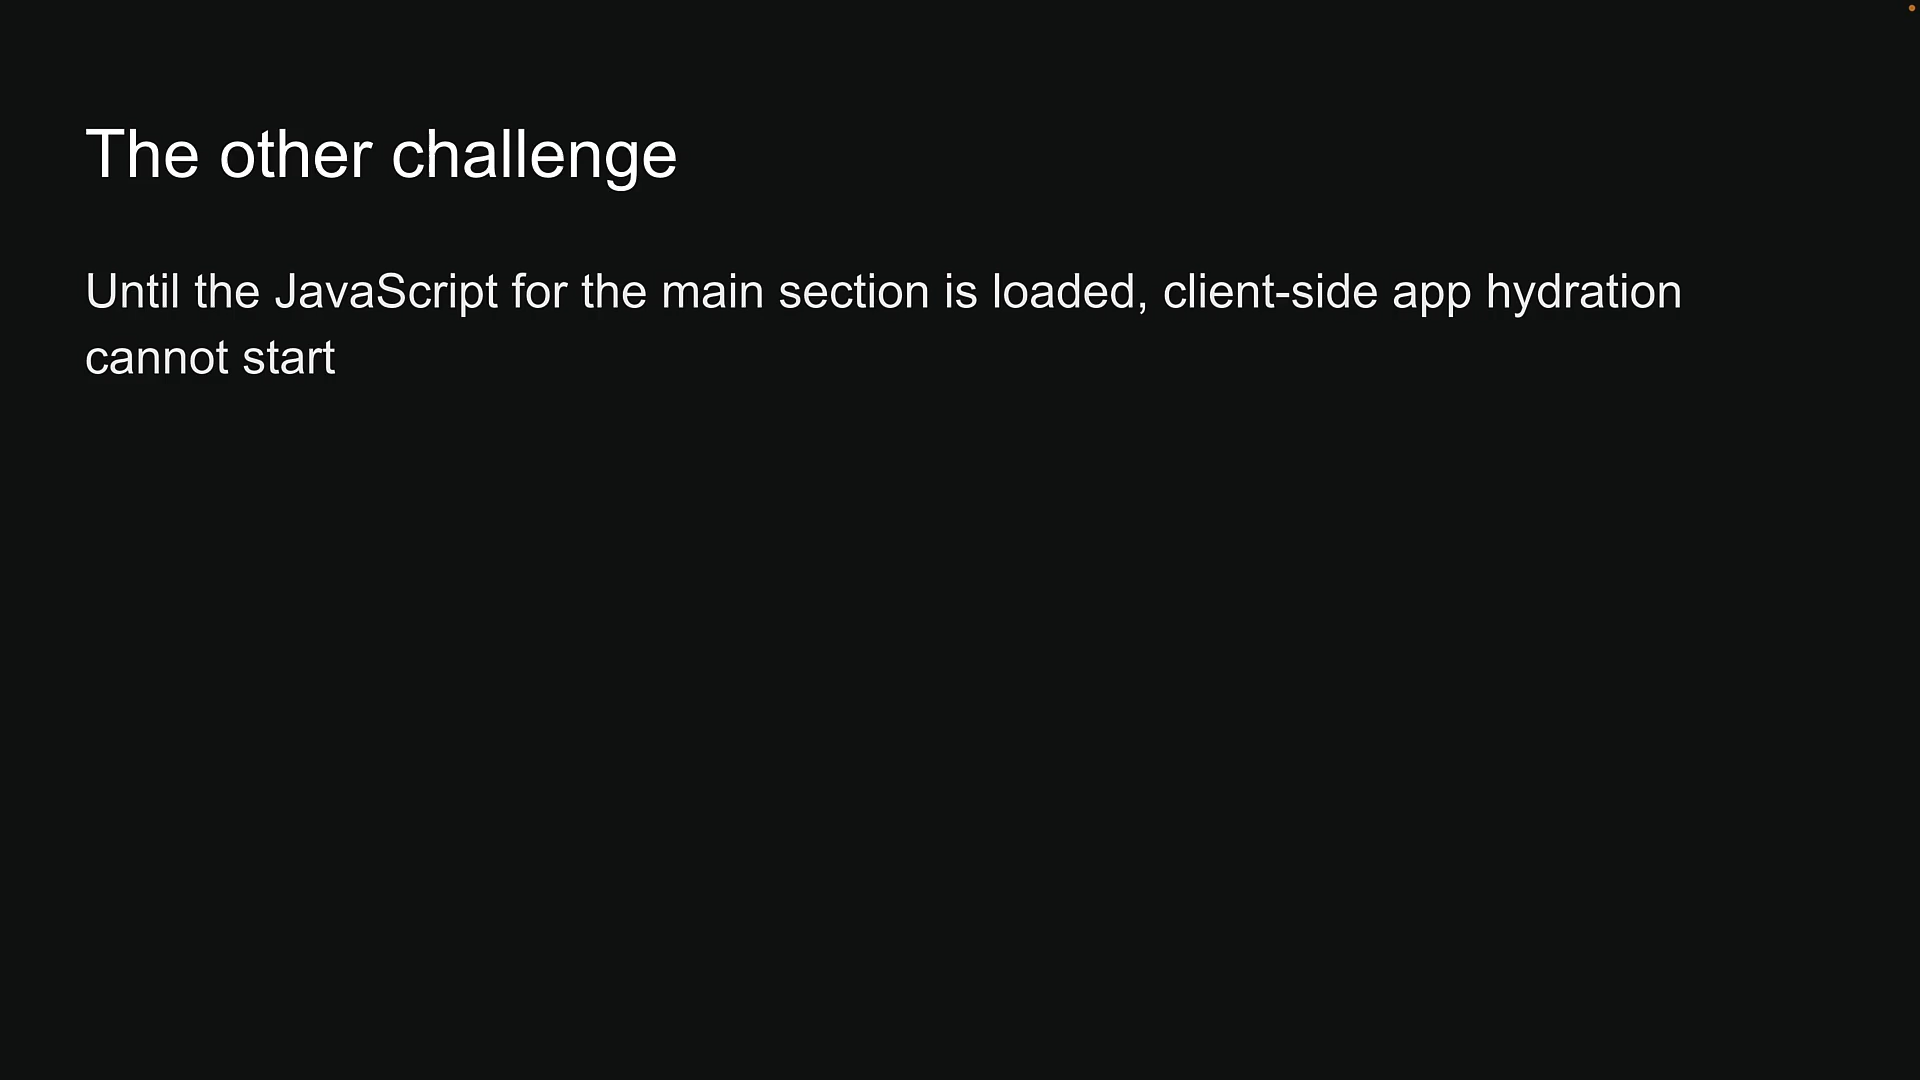 The other challenge
Until the JavaScript for the main section is loaded, client-side app hydration
cannot start